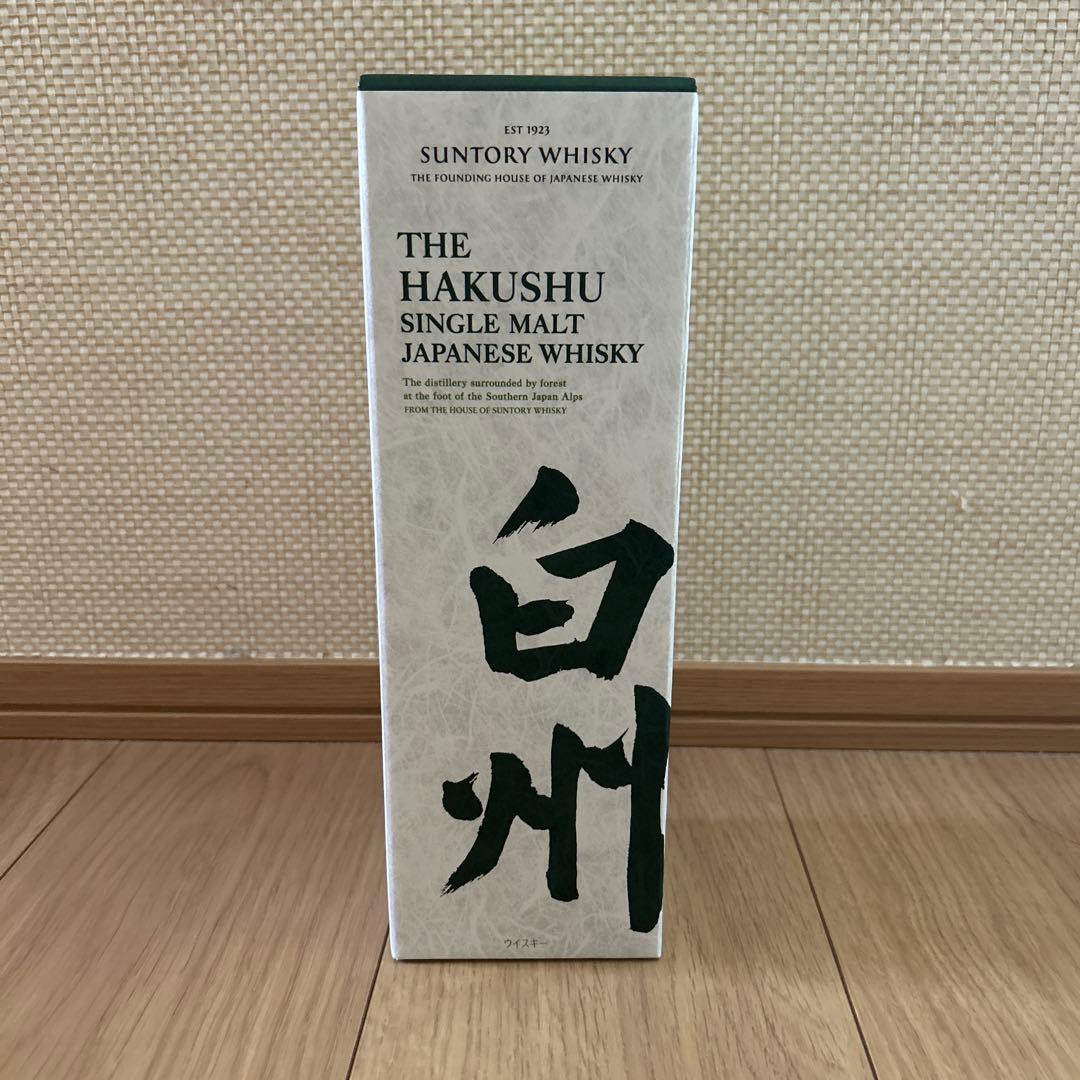 EST 1923
SUNTORY WHISKY
THE FOUNDING HOUSE OF JAPANESE WHISKY
THE
HAKUSHU
SINGLE MALT
JAPANESE WHISKY
The distillery surrounded by forest
at the foot of the Southern Japan Alps
FROM THE HOUSE OF SUNTORY WHISKY
白
州
ウイスキー